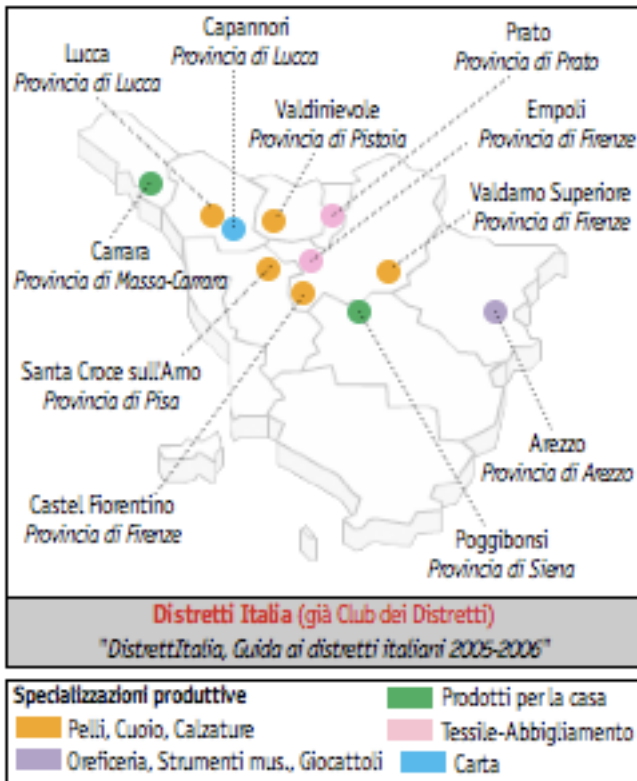 Capannori
Provincia di Lucca
Prato
Provincia di Prato
Lucca
Provincia di Lucca
Valdinievole
Provincia di Pistoia
Empoli
Provincia di Firenze
Valdarno Superiore
Provincia di Firenze
Carrara
Provincia di Massa-Carrara
Santa Croce sull'Arno
Provincia di Pisa
Arezzo
Provincia di Arezzo
Castel Fiorentino
Provincia di Firenze
Poggibonsi
Provincia di Siena
Distretti Italia (già Club dei Distretti)
"DistrettItalia, Guida ai distretti italiani 2005-2006"
Specializzazioni produttive
Pelli, Cuoio, Calzature
Oreficeria, Strumenti mus., Giocattoli
Prodotti per la casa
Tessile-Abbigliamento
Carta